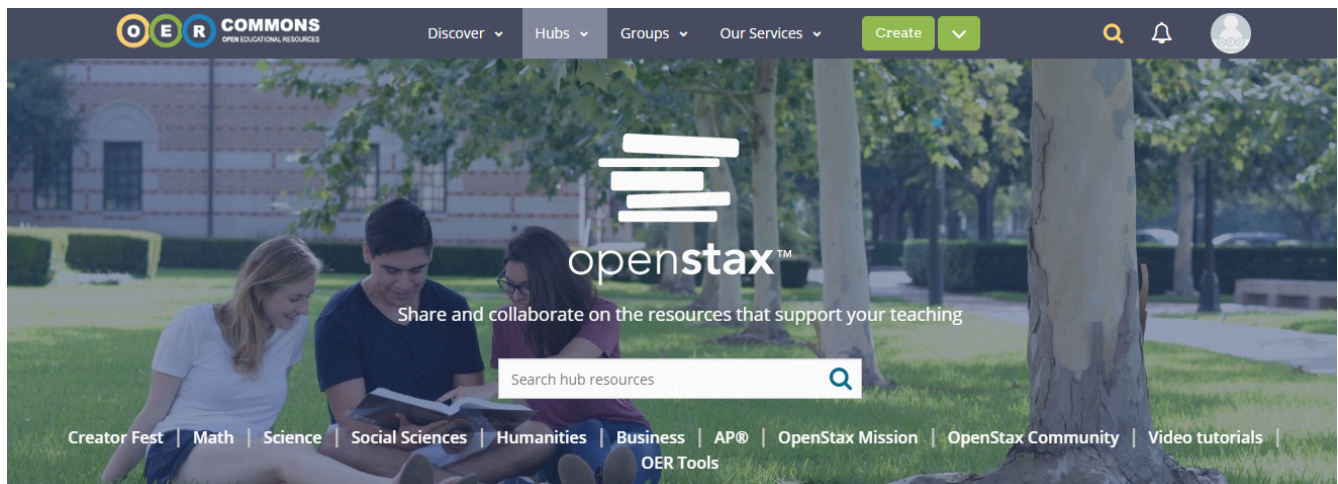 OER COMMONS
OPEN EDUCATIONAL RESOURCES
Discover Hubs Groups Our Services Create
openstax™
Share and collaborate on the resources that support your teaching
Search hub resources
Creator Fest | Math | Science | Social Sciences | Humanities | Business | AP® | OpenStax Mission | OpenStax Community | Video tutorials |
OER Tools